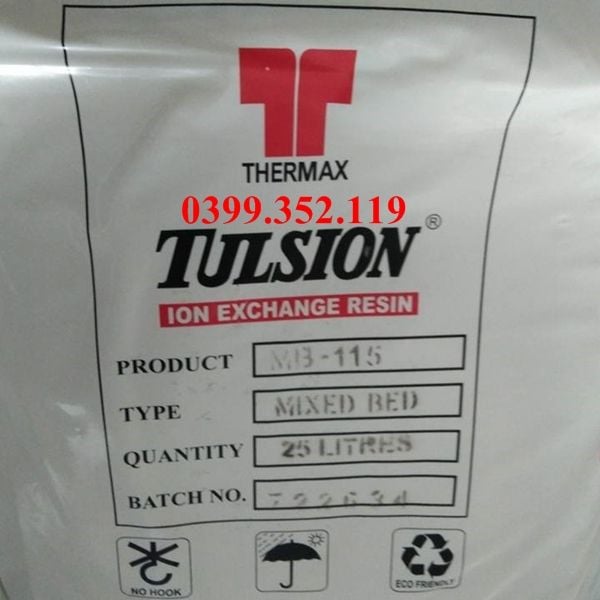 THERMAX
0399.352.119
TULSION®
ION EXCHANGE RESIN
PRODUCT MB-115
TYPE MIXED BED
QUANTITY 25 LITRES
BATCH NO. 722634
NO HOOK
ECO FRIENDLY